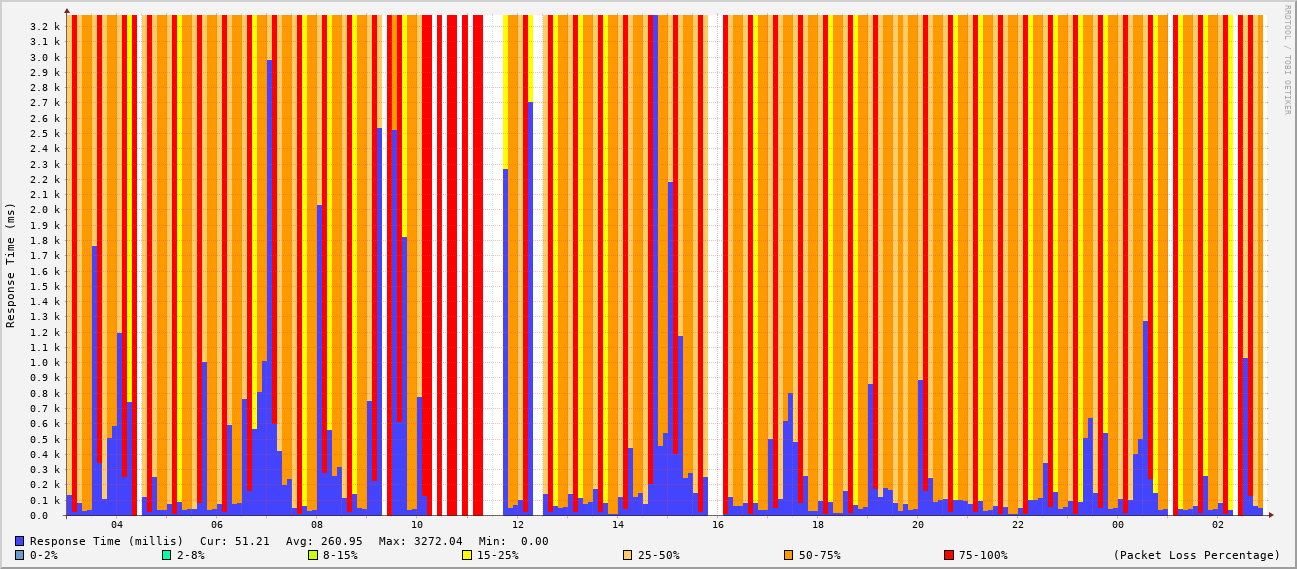 RRDTOOL / TOBI OETIKER
Response Time (ms)
3.2 k
3.1 k
3.0 k
2.9 k
2.8 k
2.7 k
2.6 k
2.5 k
2.4 k
2.3 k
2.2 k
2.1 k
2.0 k
1.9 k
1.8 k
1.7 k
1.6 k
1.5 k
1.4 k
1.3 k
1.2 k
1.1 k
1.0 k
0.9 k
0.8 k
0.7 k
0.6 k
0.5 k
0.4 k
0.3 k
0.2 k
0.1 k
0.0
04 06 08 10 12 14 16 18 20 22 00 02
Response Time (millis) Cur: 51.21 Avg: 260.95 Max: 3272.04 Min: 0.00
0-2% 2-8% 8-15% 15-25% 25-50% 50-75% 75-100% (Packet Loss Percentage)